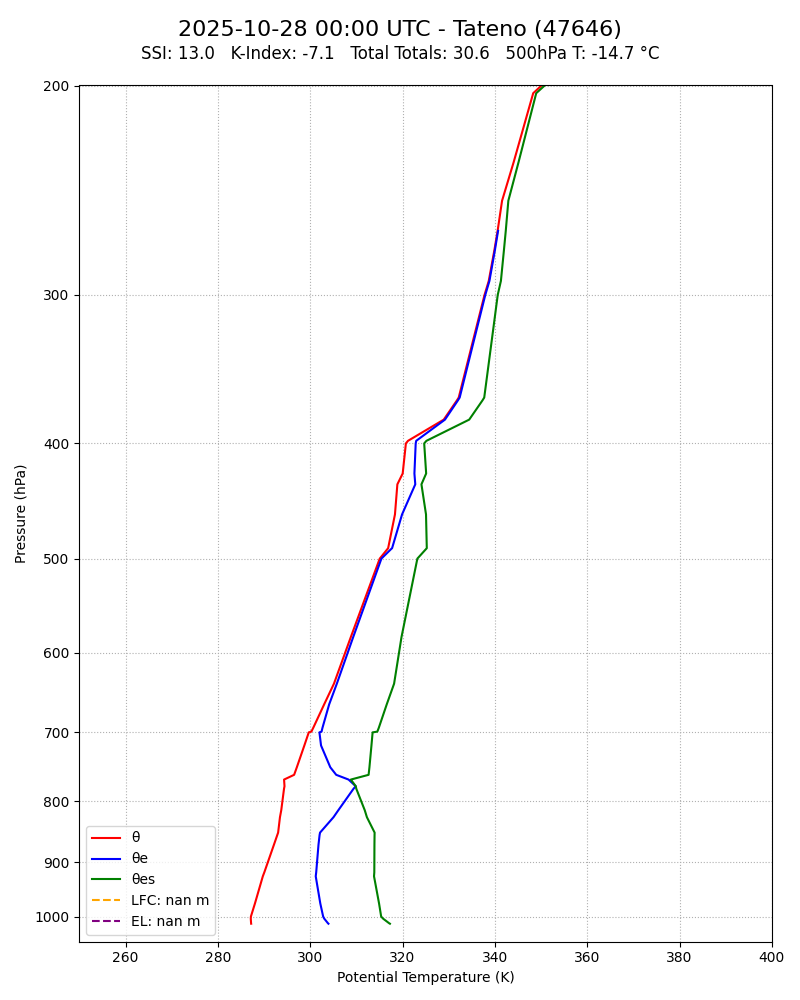 2025-10-28 00:00 UTC - Tateno (47646)
SSI: 13.0   K-Index: -7.1   Total Totals: 30.6   500hPa T: -14.7 °C
200
300
400
500
600
700
800
900
1000
Pressure (hPa)
θ
θe
θes
LFC: nan m
EL: nan m
260
280
300
320
340
360
380
400
Potential Temperature (K)